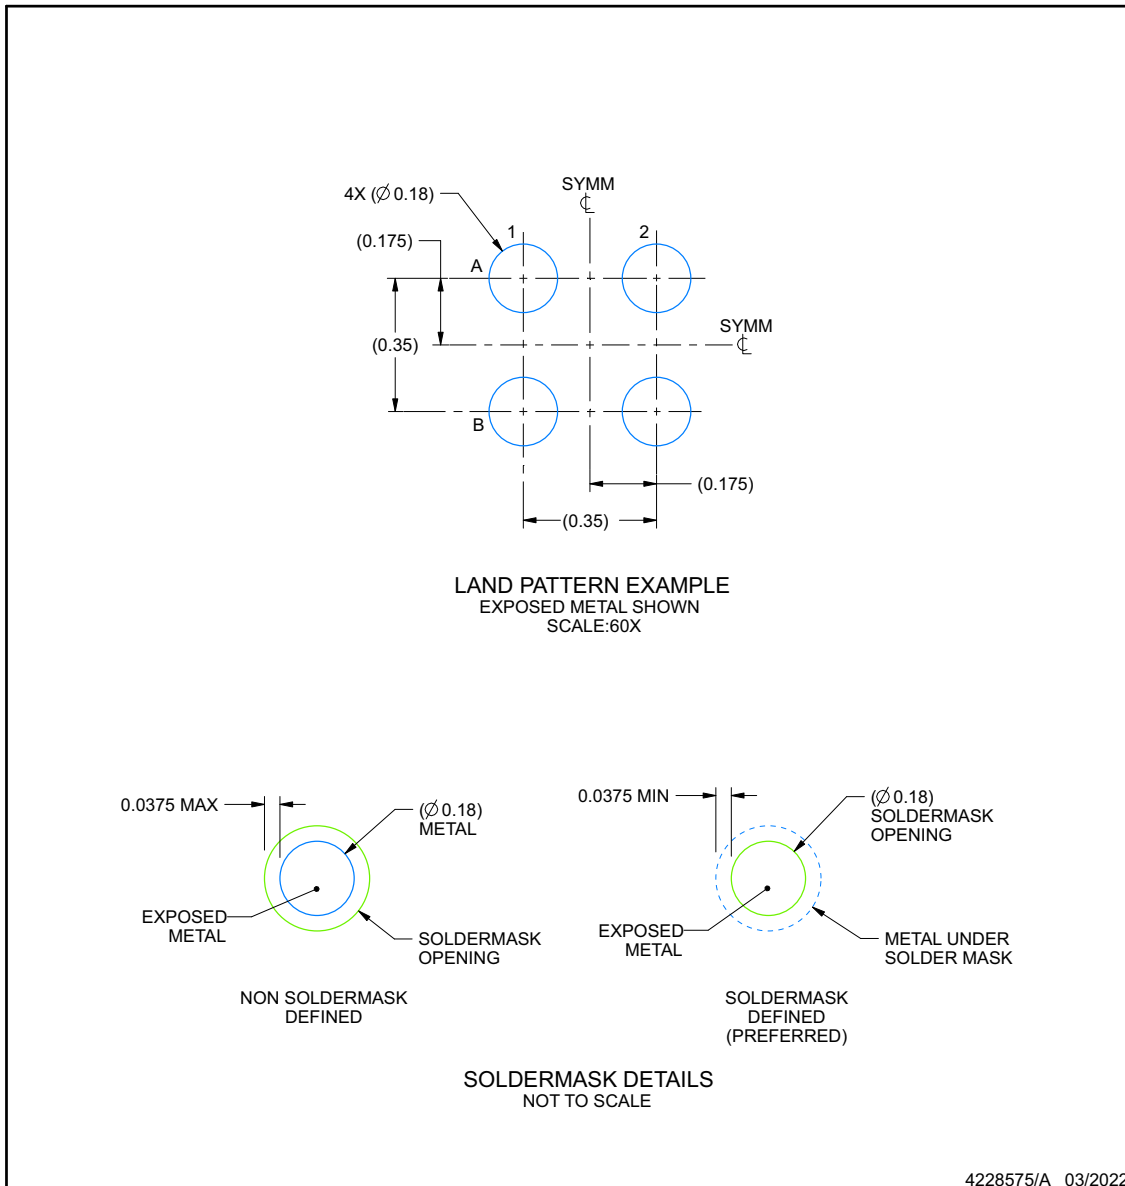 SYMM
℄
4X (∅ 0.18)
1
2
(0.175)
A
SYMM
℄
(0.35)
B
(0.175)
(0.35)
LAND PATTERN EXAMPLE
EXPOSED METAL SHOWN
SCALE:60X
0.0375 MAX
(∅ 0.18)
METAL
EXPOSED
METAL
SOLDERMASK
OPENING
NON SOLDERMASK
DEFINED
0.0375 MIN
(∅ 0.18)
SOLDERMASK
OPENING
EXPOSED
METAL
METAL UNDER
SOLDER MASK
SOLDERMASK
DEFINED
(PREFERRED)
SOLDERMASK DETAILS
NOT TO SCALE
4228575/A 03/2022